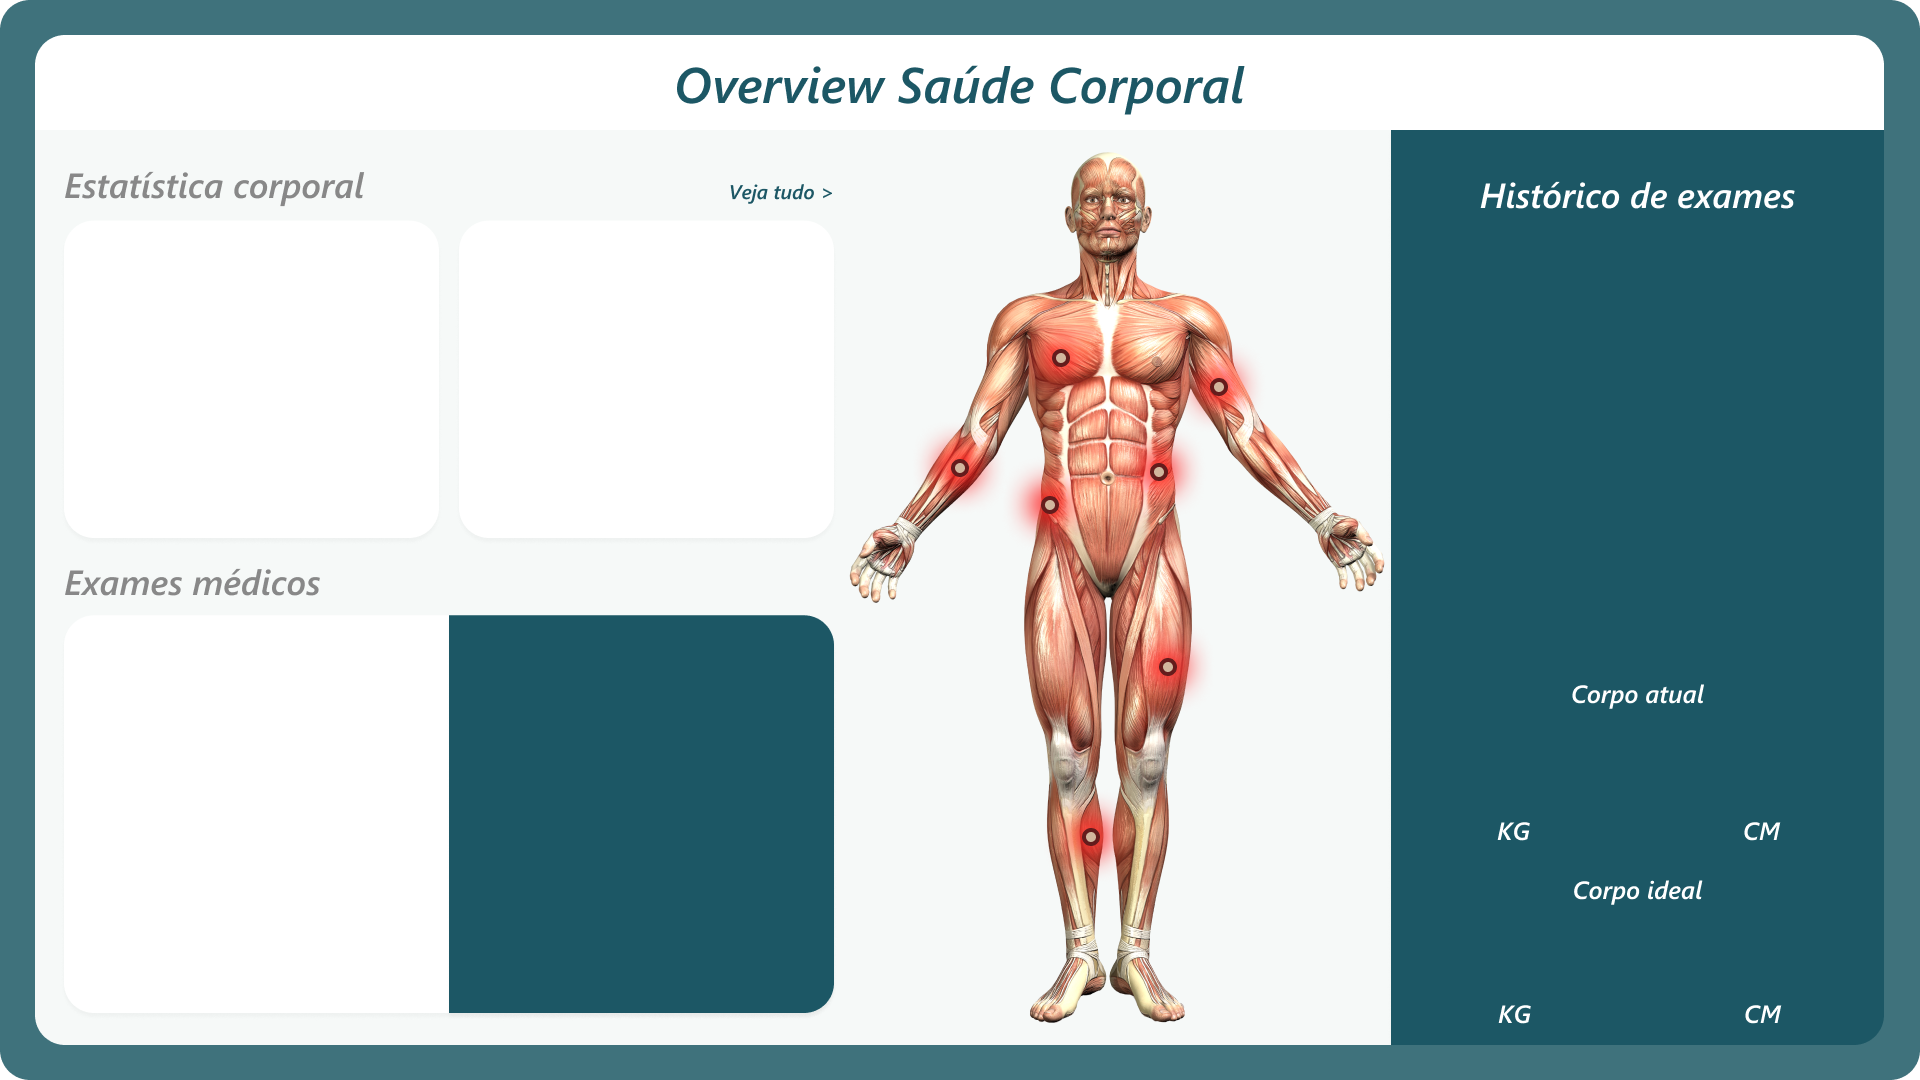 Overview Saúde Corporal
Estatística corporal
Veja tudo >
Exames médicos
Histórico de exames
Corpo atual
KG
CM
Corpo ideal
KG
CM